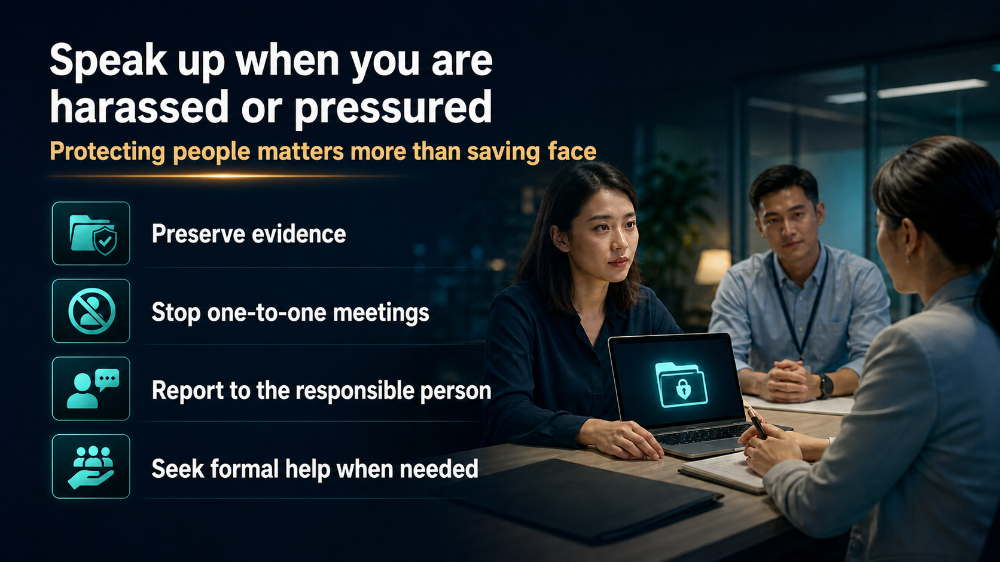 Speak up when you are
harassed or pressured
Protecting people matters more than saving face
Preserve evidence
Stop one-to-one meetings
Report to the responsible person
Seek formal help when needed